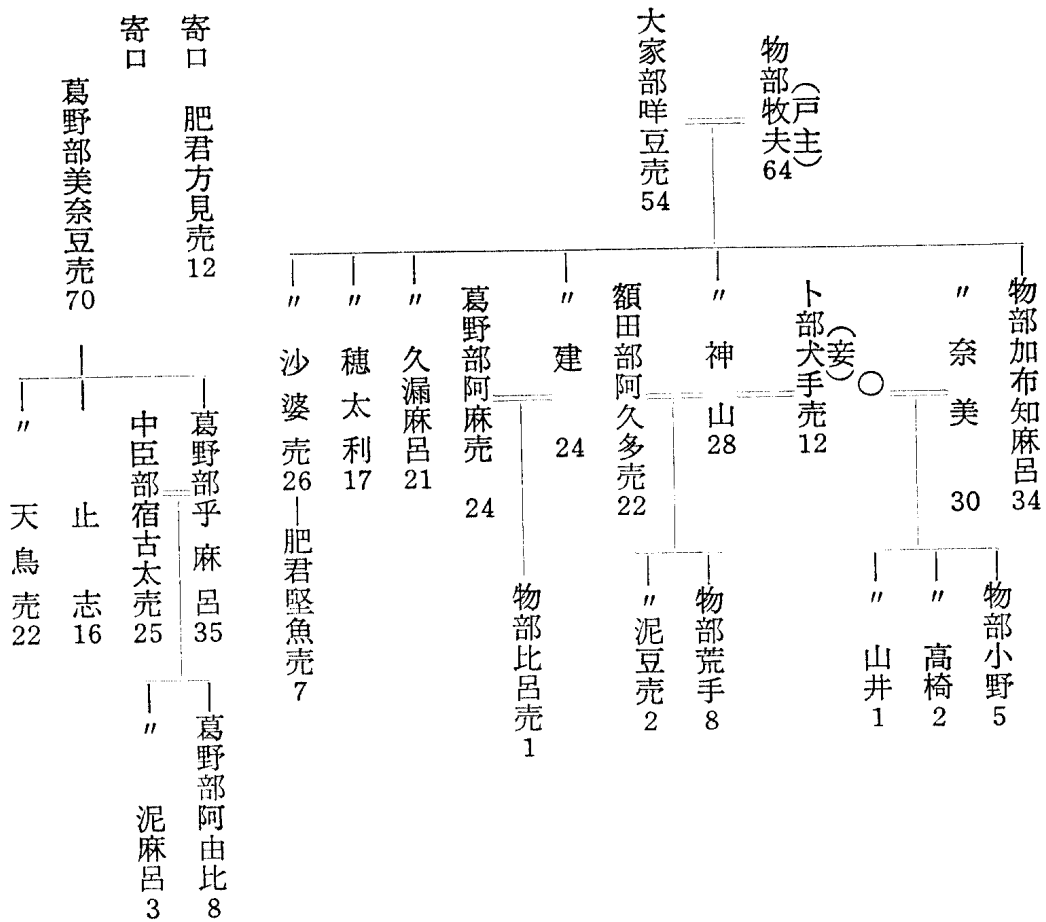 物部牧夫64
(戸主)
大家部咩豆売54
物部加布知麻呂34
〃奈美30
○
卜部犬手売12
(妾)
〃神山28
額田部阿久多売22
〃建24
葛野部阿麻売24
〃久漏麻呂21
〃穂太利17
〃沙婆売26
肥君堅魚売7
物部小野5
〃高椅2
〃山井1
物部荒手8
〃泥豆売2
物部比呂売1
寄口 肥君方見売12
寄口
葛野部美奈豆売70
葛野部乎麻呂35
中臣部宿古太売25
止志16
〃天鳥売22
葛野部阿由比8
〃泥麻呂3